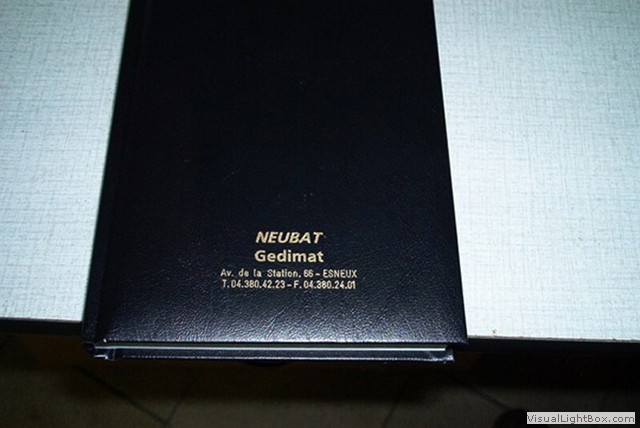 NEUBAT
Gedimat
Av. de la Station, 66 - ESNEUX
T. 04.380.42.23 - F. 04.380.24.01
VisualLightBox.com